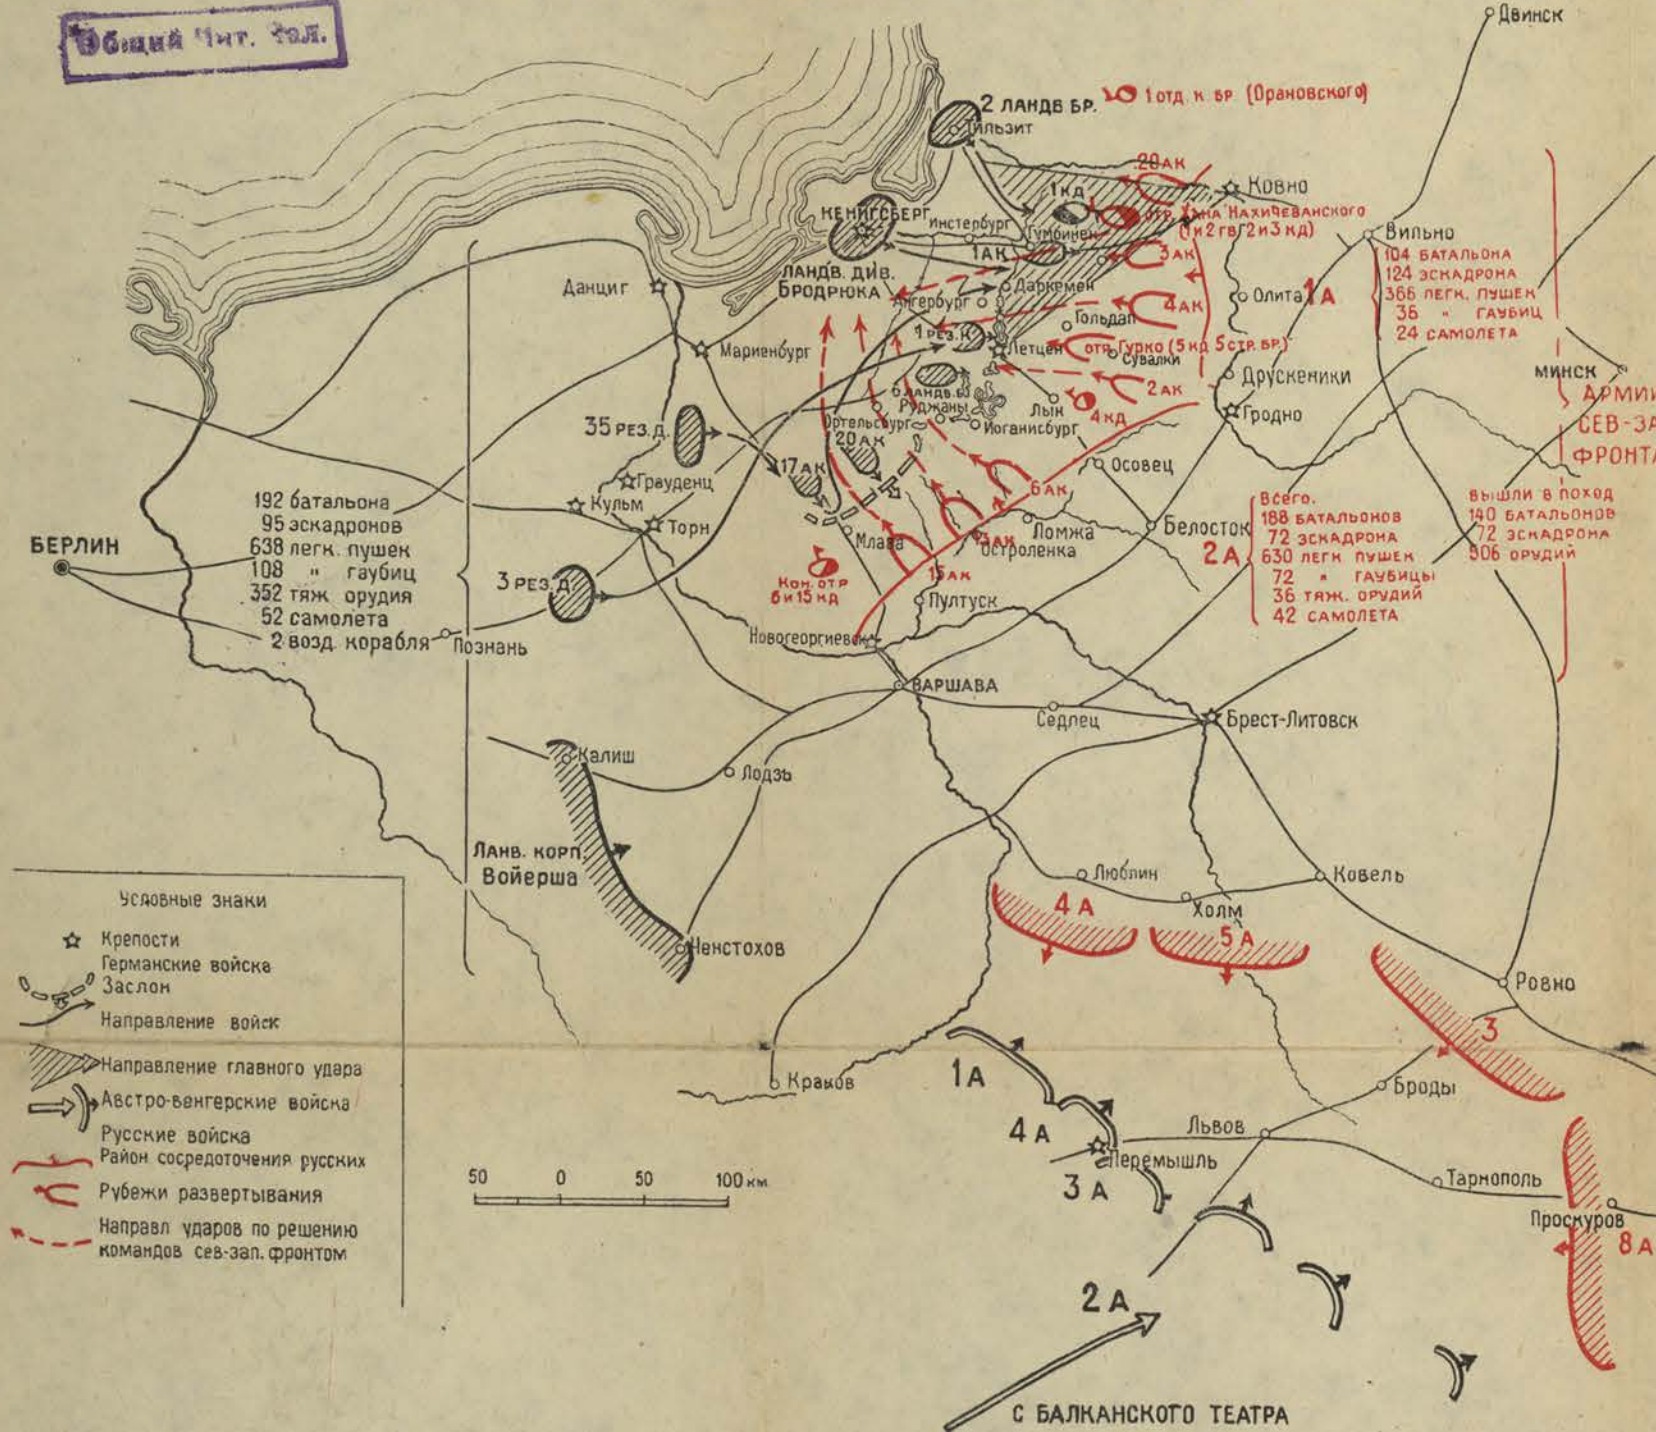 Общий Чит. Зал.
Двинск
2 ЛАНДВ БР.
1 ОТД. К. БР. (ОРАНОВСКОГО)
Тильзит
20 АК
1 КД
Ковно
КЕНИГСБЕРГ
Инстербург
Гумбинен
ОТР. ХАНА НАХИЧЕВАНСКОГО
(1 и 2 ГВ. 2 и 3 КД)
1 АК
3 АК
Вильно
104 БАТАЛЬОНА
124 ЭСКАДРОНА
366 ЛЕГК. ПУШЕК
36 " ГАУБИЦ
24 САМОЛЕТА
1 А
Олита
Данциг
ЛАНДВ. ДИВ.
БРОДРЮКА
Ангербург
Даркемен
4 АК
Гольдап
1 РЕЗ. К
Летцен
ОТР. ГУРКО (5 КД 5 СТР. БР.)
Сувалки
Мариенбург
МИНСК
Друскеники
2 АК
6 ЛАНДВ. Б
Руджаны
Лык
4 КД
Гродно
АРМИИ
СЕВ-ЗА
ФРОНТА
35 РЕЗ. Д.
Ортельсбург
Иоганисбург
20 АК
17 АК
Осовец
Грауденц
Кульм
6 АК
Торн
Млава
Ломжа
Остроленка
13 АК
15 АК
Белосток
2 А
Всего.
188 БАТАЛЬОНОВ
72 ЭСКАДРОНА
630 ЛЕГК ПУШЕК
72 " ГАУБИЦЫ
36 ТЯЖ. ОРУДИЙ
42 САМОЛЕТА
ВЫШЛИ В ПОХОД
140 БАТАЛЬОНОВ
72 ЭСКАДРОНА
506 ОРУДИЙ
БЕРЛИН
192 батальона
95 эскадронов
638 легк. пушек
108 " гаубиц
352 тяж орудия
52 самолета
2 возд. корабля
Познань
3 РЕЗ. Д.
Кон. ОТР
6 и 15 КД
Пултуск
Новогеоргиевск
ВАРШАВА
Седлец
Брест-Литовск
Калиш
Лодзь
Ланв. корп.
Войерша
Ченстохов
Люблин
Холм
Ковель
4 А
5 А
Ровно
3
Условные знаки
Крепости
Германские войска
Заслон
Направление войск
Направление главного удара
Австро-венгерские войска
Русские войска
Район сосредоточения русских
Рубежи развертывания
Направл ударов по решению
командов сев-зап. фронтом
50 0 50 100 км
Краков
1 А
4 А
Перемышль
3 А
Львов
Броды
Тарнополь
Проскуров
8 А
2 А
С БАЛКАНСКОГО ТЕАТРА